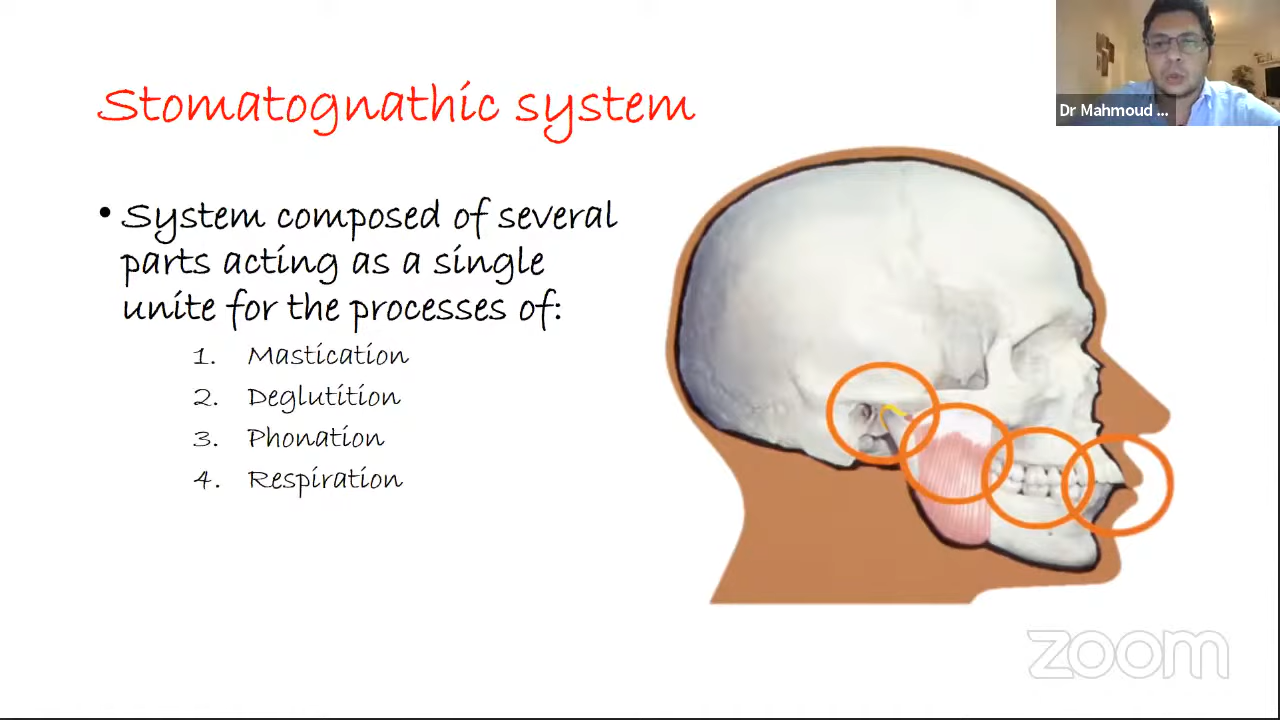 Dr Mahmoud ...
Stomatognathic system
• System composed of several
parts acting as a single
unite for the processes of:
1. Mastication
2. Deglutition
3. Phonation
4. Respiration
zoom